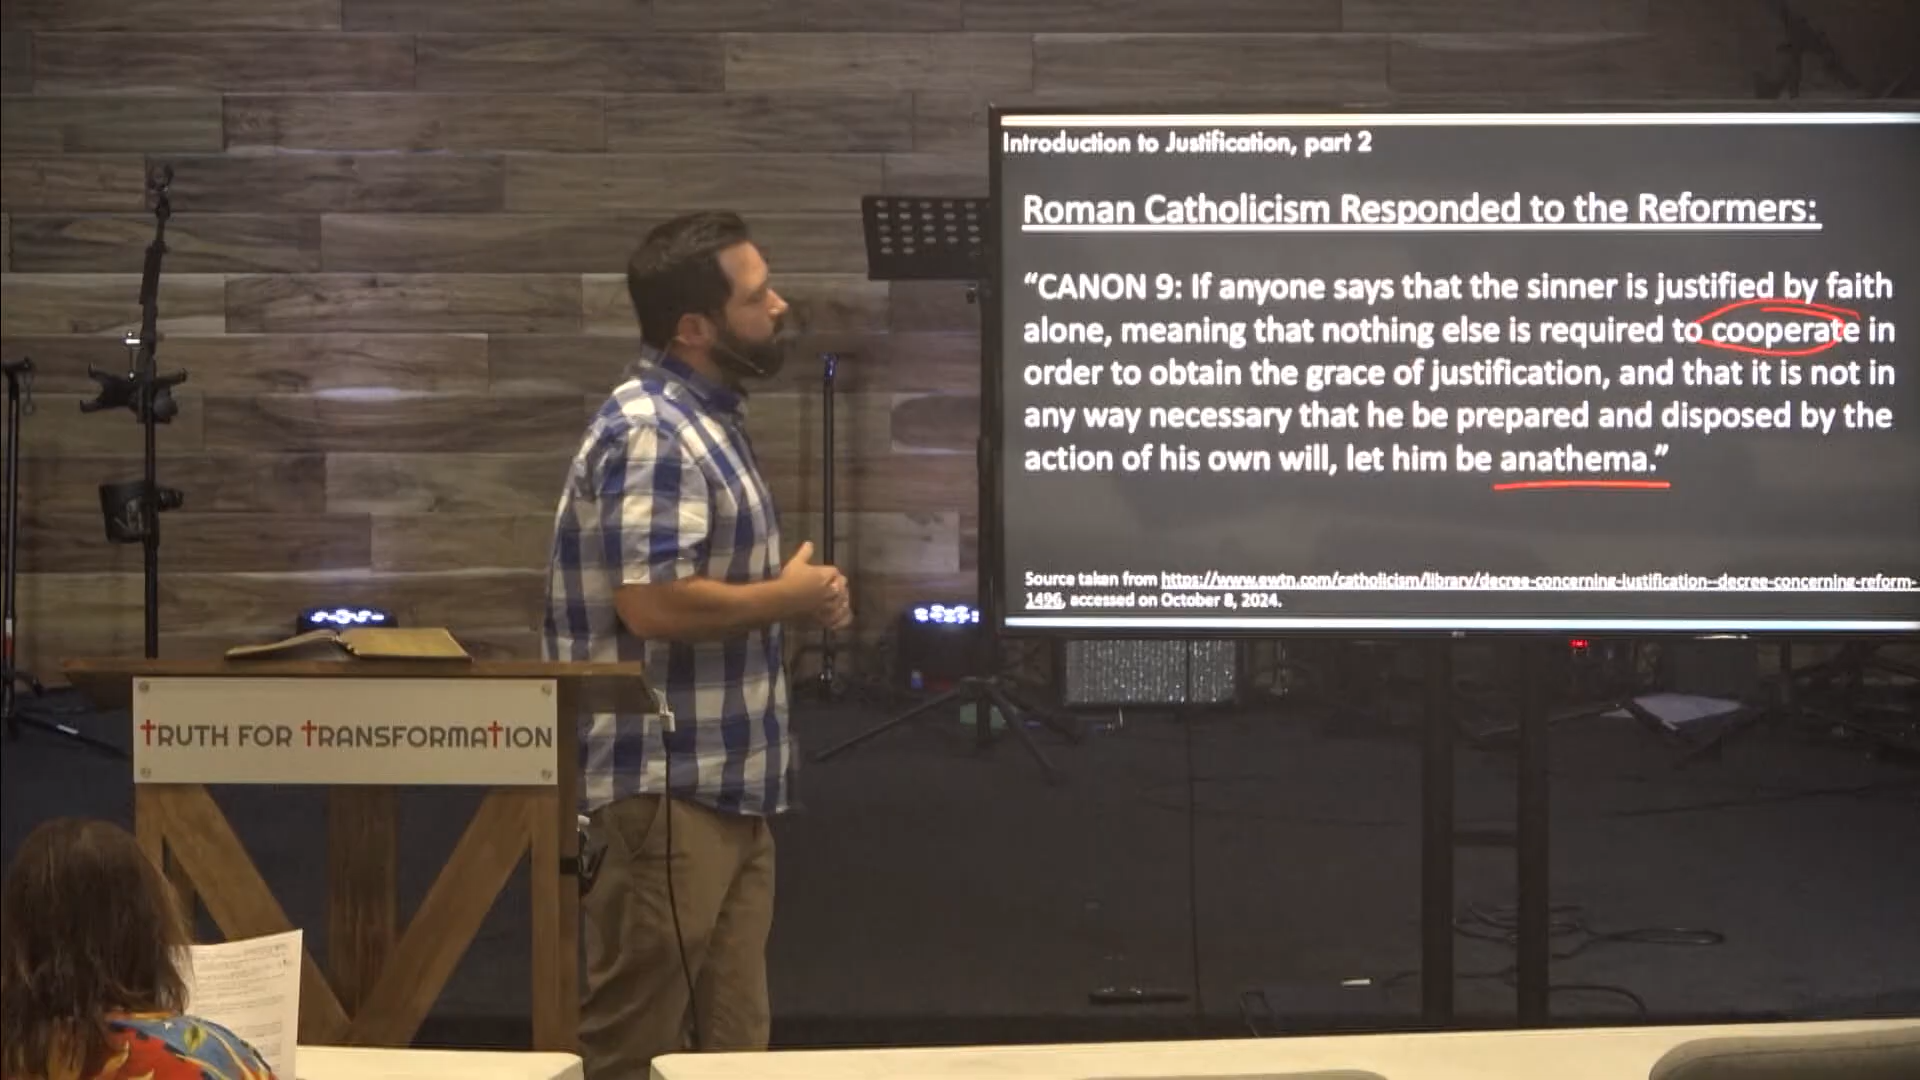 Introduction to Justification, part 2
Roman Catholicism Responded to the Reformers:
“CANON 9: If anyone says that the sinner is justified by faith
alone, meaning that nothing else is required to cooperate in
order to obtain the grace of justification, and that it is not in
any way necessary that he be prepared and disposed by the
action of his own will, let him be anathema.”
Source taken from https://www.ewtn.com/catholicism/library/decree-concerning-justification--decree-concerning-reform-
1496, accessed on October 8, 2024.
TRUTH FOR TRANSFORMATION